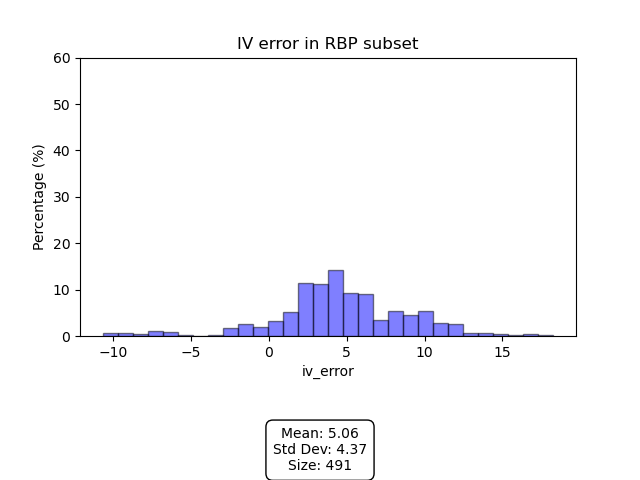 IV error in RBP subset
60
50
40
30
20
10
0
Percentage (%)
−10
−5
0
5
10
15
iv_error
Mean: 5.06
Std Dev: 4.37
Size: 491